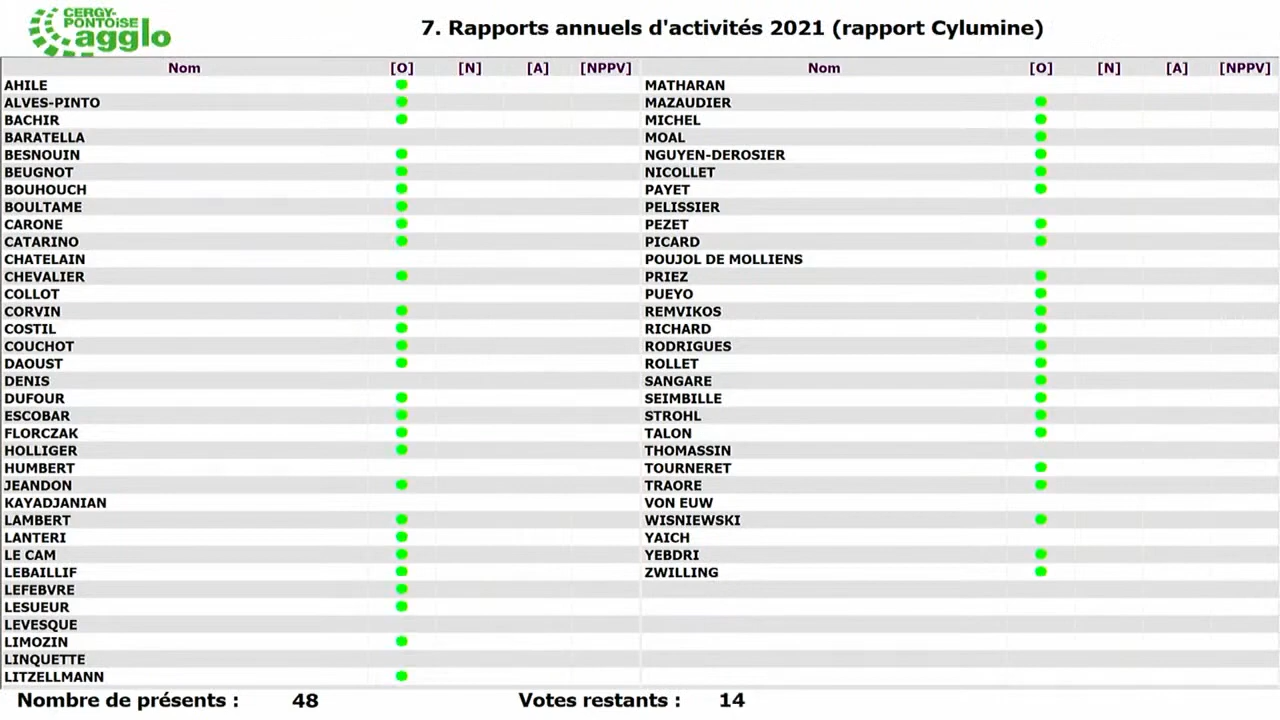 CERGY-
PONTOISE
agglo
7. Rapports annuels d'activités 2021 (rapport Cylumine)
Nom [O] [N] [A] [NPPV] Nom [O] [N] [A] [NPPV]
AHILE MATHARAN
ALVES-PINTO MAZAUDIER
BACHIR MICHEL
BARATELLA MOAL
BESNOUIN NGUYEN-DEROSIER
BEUGNOT NICOLLET
BOUHOUCH PAYET
BOULTAME PELISSIER
CARONE PEZET
CATARINO PICARD
CHATELAIN POUJOL DE MOLLIENS
CHEVALIER PRIEZ
COLLOT PUEYO
CORVIN REMVIKOS
COSTIL RICHARD
COUCHOT RODRIGUES
DAOUST ROLLET
DENIS SANGARE
DUFOUR SEIMBILLE
ESCOBAR STROHL
FLORCZAK TALON
HOLLIGER THOMASSIN
HUMBERT TOURNERET
JEANDON TRAORE
KAYADJANIAN VON EUW
LAMBERT WISNIEWSKI
LANTERI YAICH
LE CAM YEBDRI
LEBAILLIF ZWILLING
LEFEBVRE
LESUEUR
LEVESQUE
LIMOZIN
LINQUETTE
LITZELLMANN
Nombre de présents : 48 Votes restants : 14